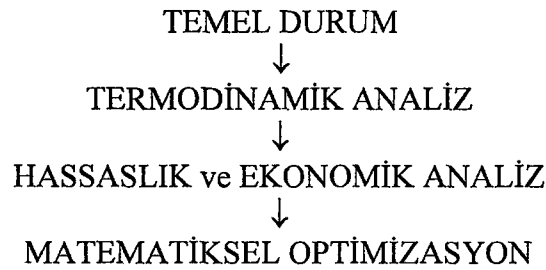 TEMEL DURUM
↓
TERMODİNAMİK ANALİZ
↓
HASSASLIK ve EKONOMİK ANALİZ
↓
MATEMATİKSEL OPTİMİZASYON